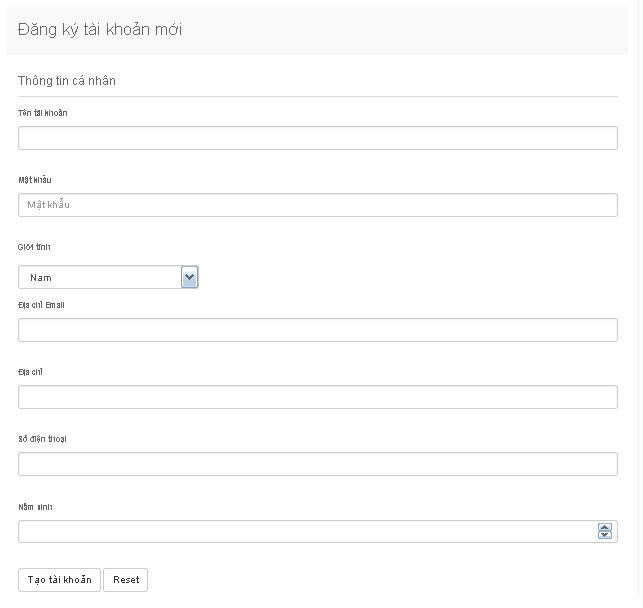 Đăng ký tài khoản mới
Thông tin cá nhân
Tên tài khoản
Mật khẩu
Mật khẩu
Giới tính
Nam
Địa chỉ Email
Địa chỉ
Số điện thoại
Năm sinh
Tạo tài khoản Reset